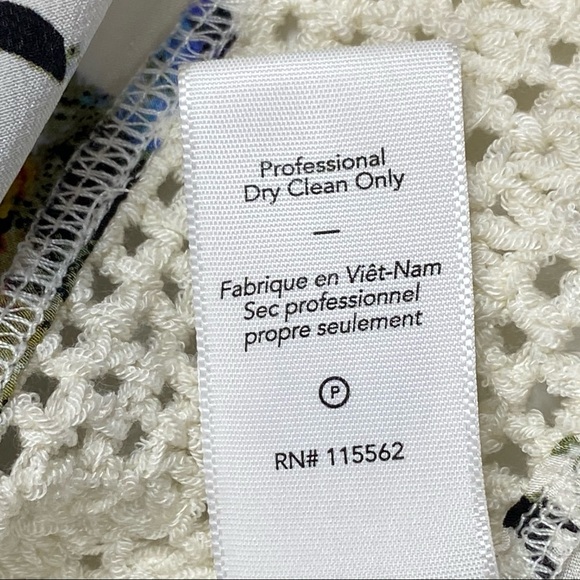 Professional
Dry Clean Only
—
Fabrique en Viêt-Nam
Sec professionnel
propre seulement
P
RN# 115562